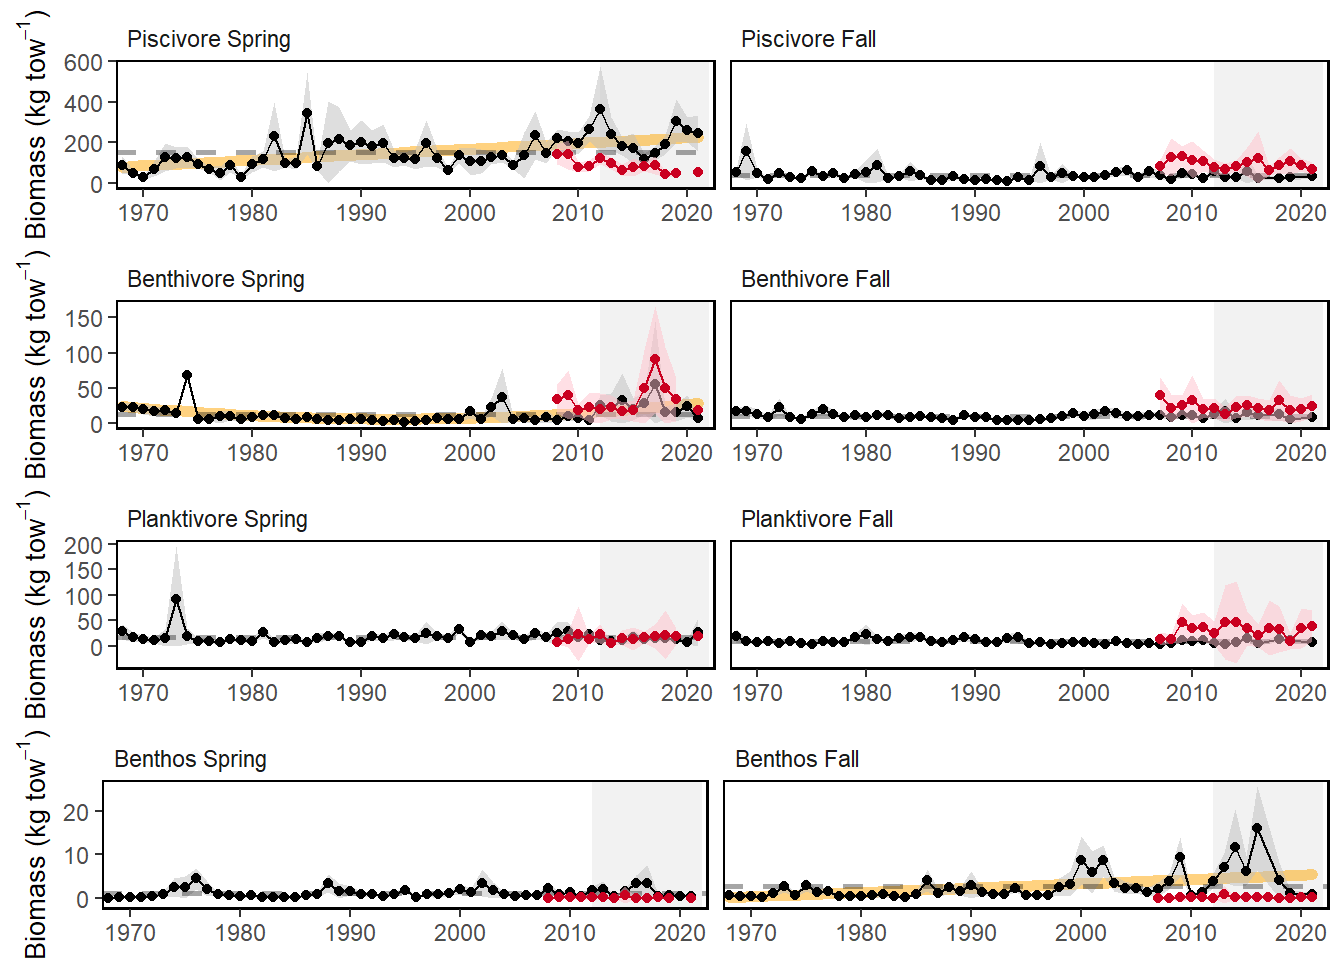 Piscivore Spring
Piscivore Fall
Biomass (kg tow⁻¹)
600
400
200
0
1970 1980 1990 2000 2010 2020
1970 1980 1990 2000 2010 2020
Benthivore Spring
Benthivore Fall
Biomass (kg tow⁻¹)
150
100
50
0
1970 1980 1990 2000 2010 2020
1970 1980 1990 2000 2010 2020
Planktivore Spring
Planktivore Fall
Biomass (kg tow⁻¹)
200
150
100
50
0
1970 1980 1990 2000 2010 2020
1970 1980 1990 2000 2010 2020
Benthos Spring
Benthos Fall
Biomass (kg tow⁻¹)
20
10
0
1970 1980 1990 2000 2010 2020
1970 1980 1990 2000 2010 2020